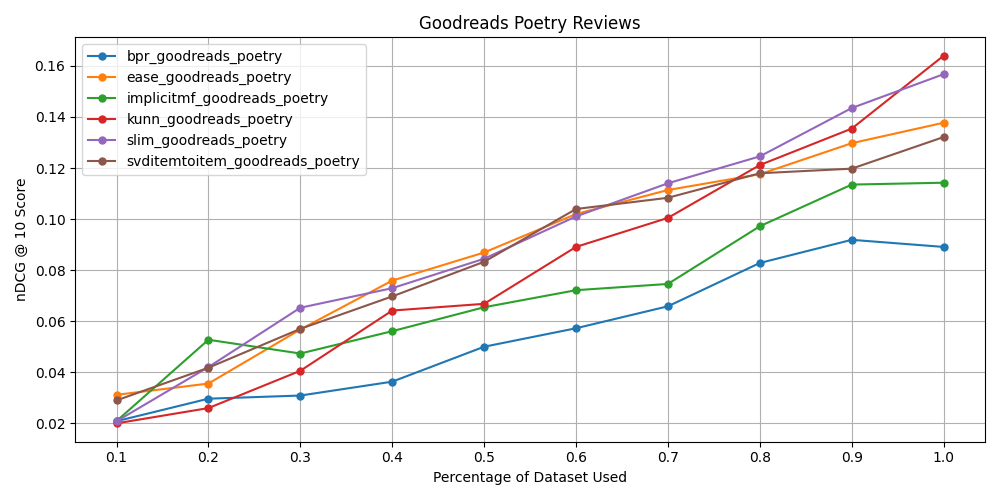 Goodreads Poetry Reviews
bpr_goodreads_poetry
ease_goodreads_poetry
implicitmf_goodreads_poetry
kunn_goodreads_poetry
slim_goodreads_poetry
svditemtoitem_goodreads_poetry
nDCG @ 10 Score
0.16
0.14
0.12
0.10
0.08
0.06
0.04
0.02
0.1 0.2 0.3 0.4 0.5 0.6 0.7 0.8 0.9 1.0
Percentage of Dataset Used